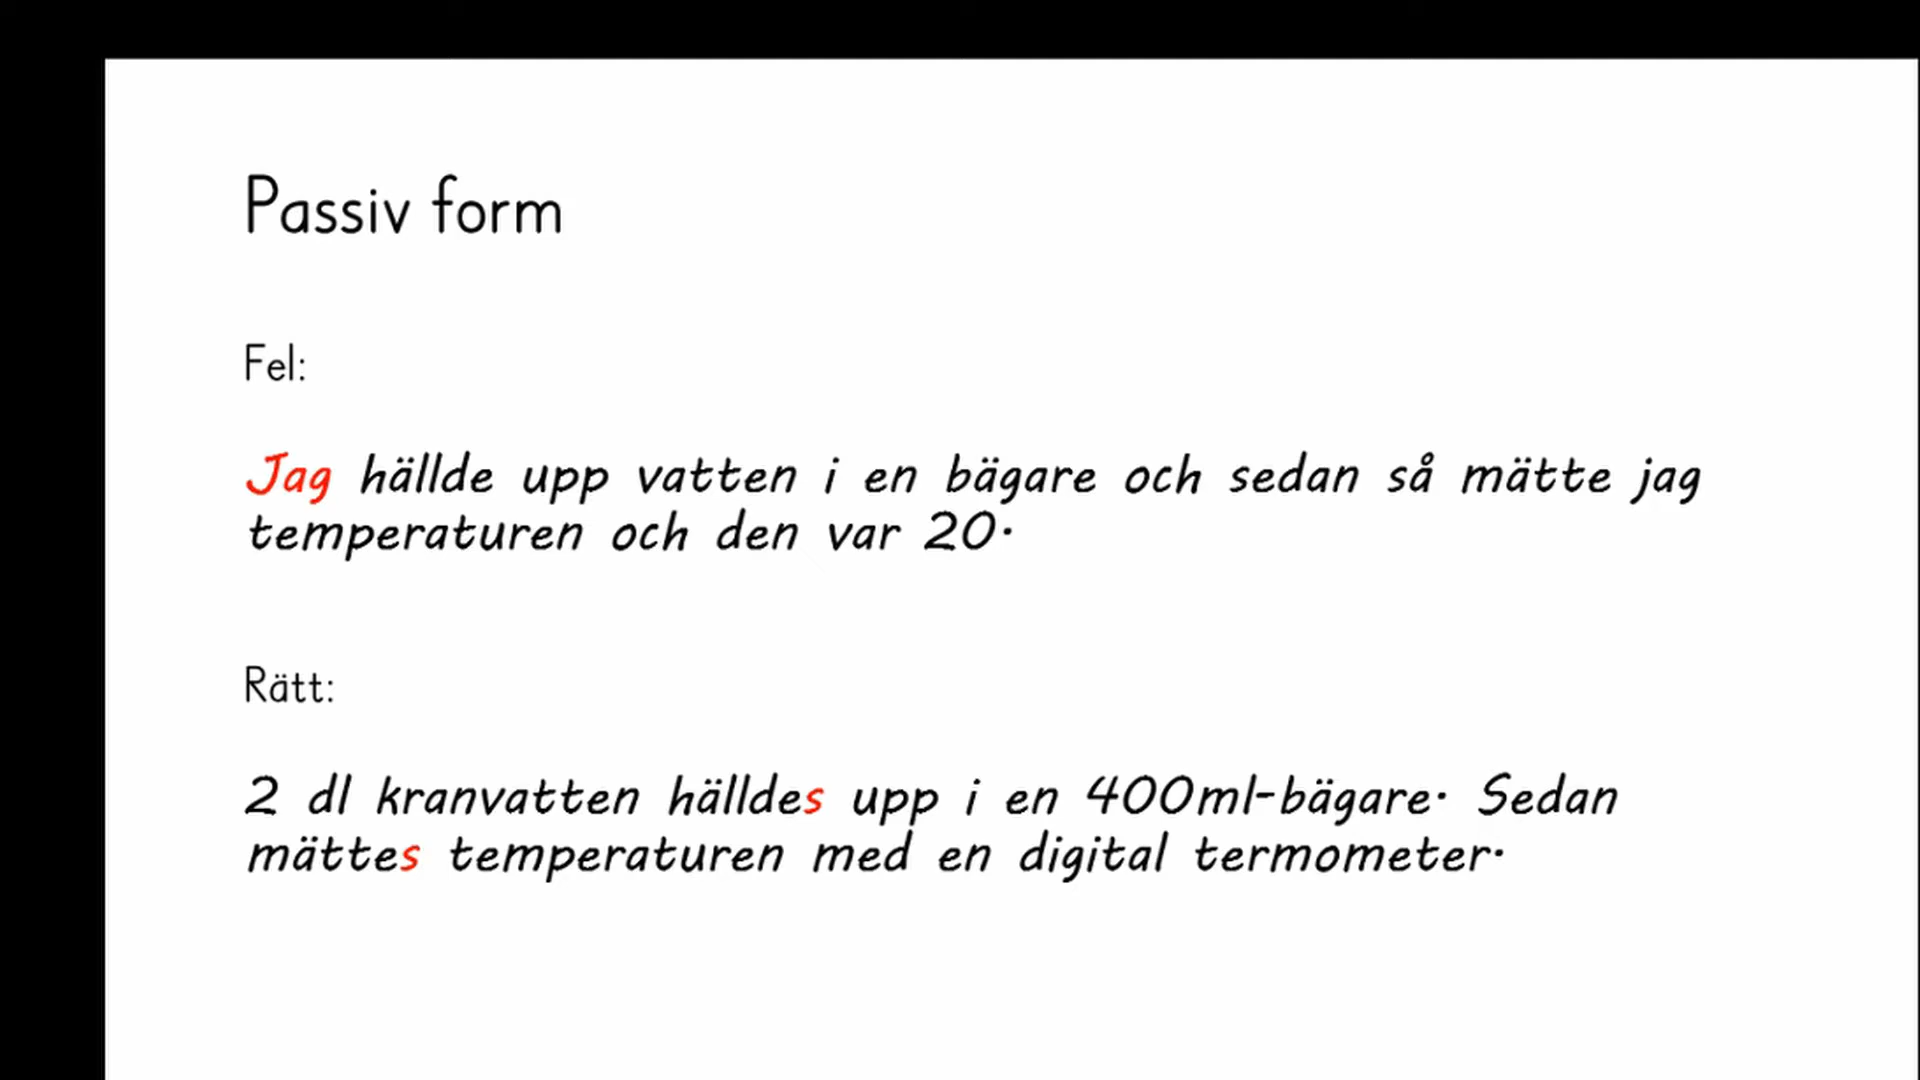 Passiv form
Fel:
Jag hällde upp vatten i en bägare och sedan så mätte jag
temperaturen och den var 20.
Rätt:
2 dl kranvatten hälldes upp i en 400ml-bägare. Sedan
mättes temperaturen med en digital termometer.